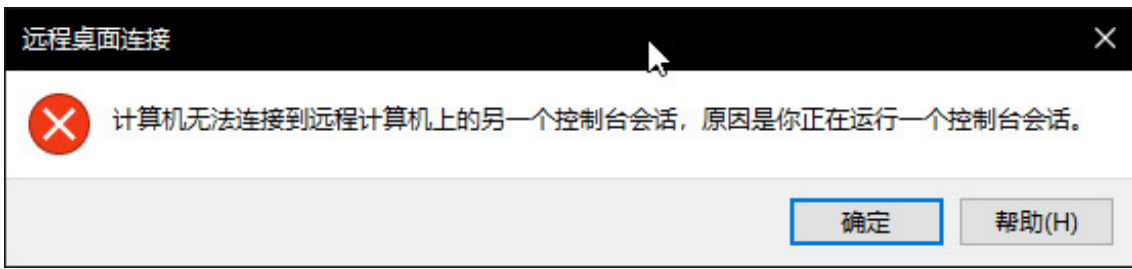 远程桌面连接
计算机无法连接到远程计算机上的另一个控制台会话，原因是你正在运行一个控制台会话。
确定
帮助(H)